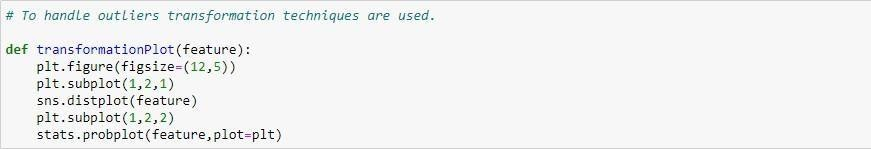 # To handle outliers transformation techniques are used.
def transformationPlot(feature):
    plt.figure(figsize=(12,5))
    plt.subplot(1,2,1)
    sns.distplot(feature)
    plt.subplot(1,2,2)
    stats.probplot(feature,plot=plt)